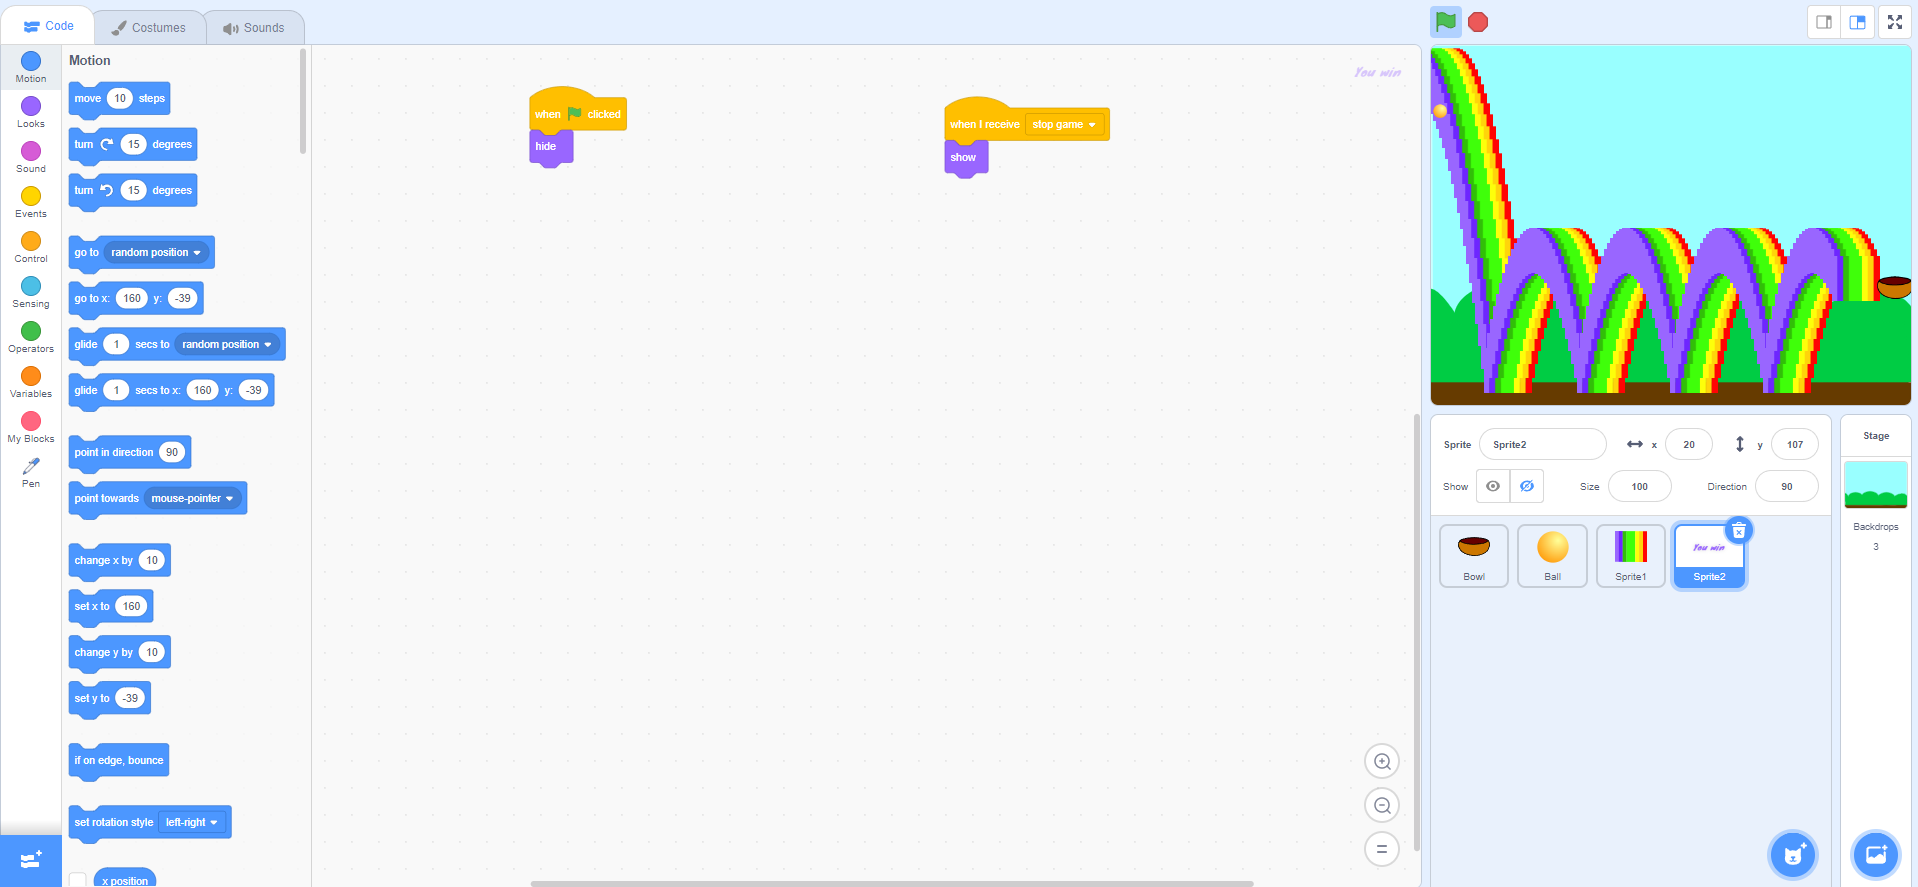 Code
Costumes
Sounds
Motion
Looks
Sound
Events
Control
Sensing
Operators
Variables
My Blocks
Pen
Motion
move 10 steps
turn 15 degrees
turn 15 degrees
go to random position
go to x: 160 y: -39
glide 1 secs to random position
glide 1 secs to x: 160 y: -39
point in direction 90
point towards mouse-pointer
change x by 10
set x to 160
change y by 10
set y to -39
if on edge, bounce
set rotation style left-right
x position
when clicked
hide
when I receive stop game
show
You win
Sprite Sprite2 x 20 y 107
Show Size 100 Direction 90
Bowl
Ball
Sprite1
You win
Sprite2
Stage
Backdrops
3